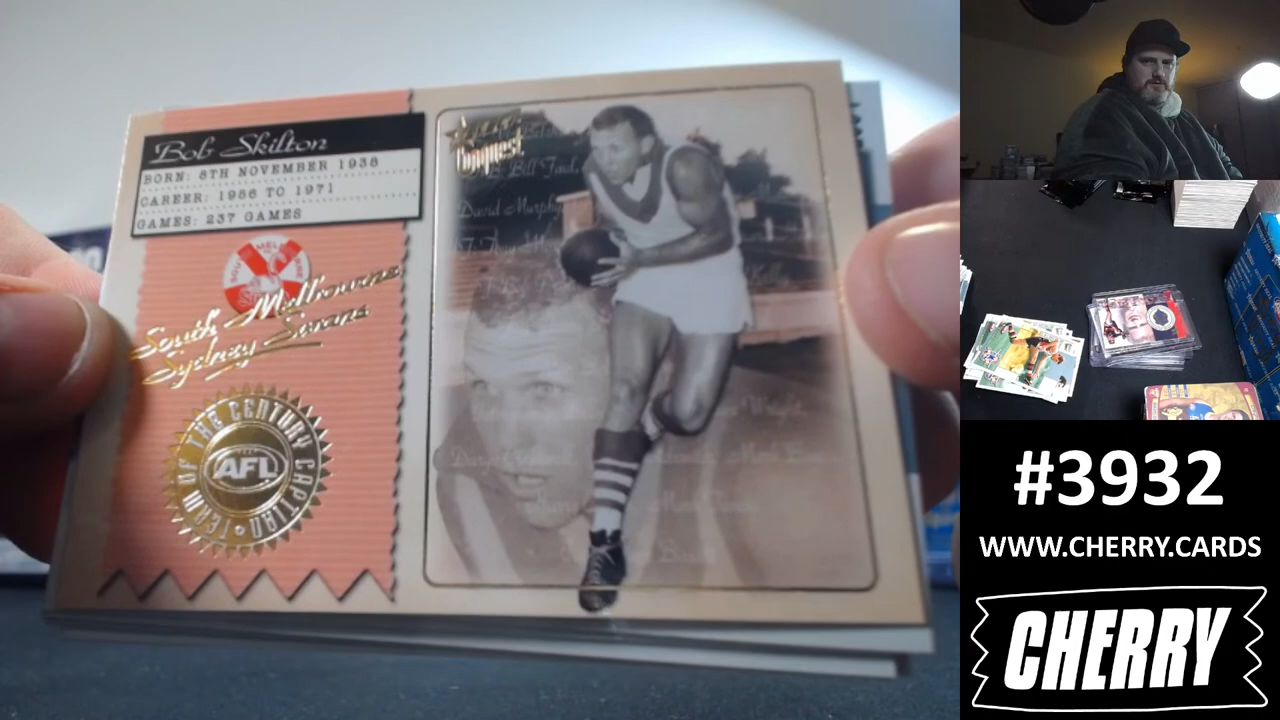 Bob Skilton
BORN: 8TH NOVEMBER 1938
CAREER: 1956 TO 1971
GAMES: 237 GAMES
South Melbourne
Sydney Swans
TEAM OF THE CENTURY CAPTIAN
AFL
Conquest
Bill
David Murphy
#3932
WWW.CHERRY.CARDS
CHERRY